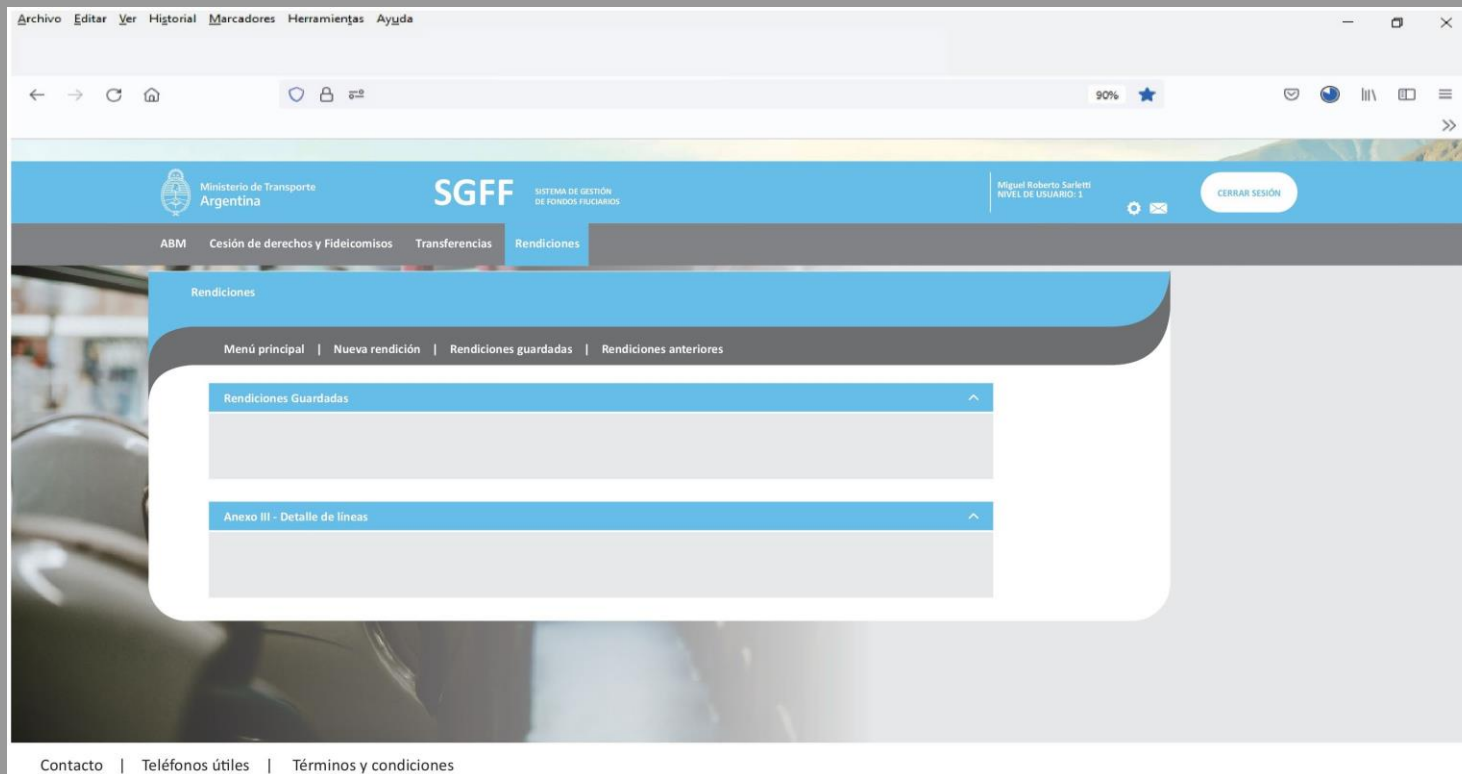 Archivo Editar Ver Historial Marcadores Herramientas Ayuda
90%
Ministerio de Transporte
Argentina
SGFF
SISTEMA DE GESTIÓN
DE FONDOS FIUCIARIOS
Miguel Roberto Sarletti
NIVEL DE USUARIO: 1
CERRAR SESIÓN
ABM Cesión de derechos y Fideicomisos Transferencias Rendiciones
Rendiciones
Menú principal | Nueva rendición | Rendiciones guardadas | Rendiciones anteriores
Rendiciones Guardadas
Anexo III - Detalle de líneas
Contacto | Teléfonos útiles | Términos y condiciones